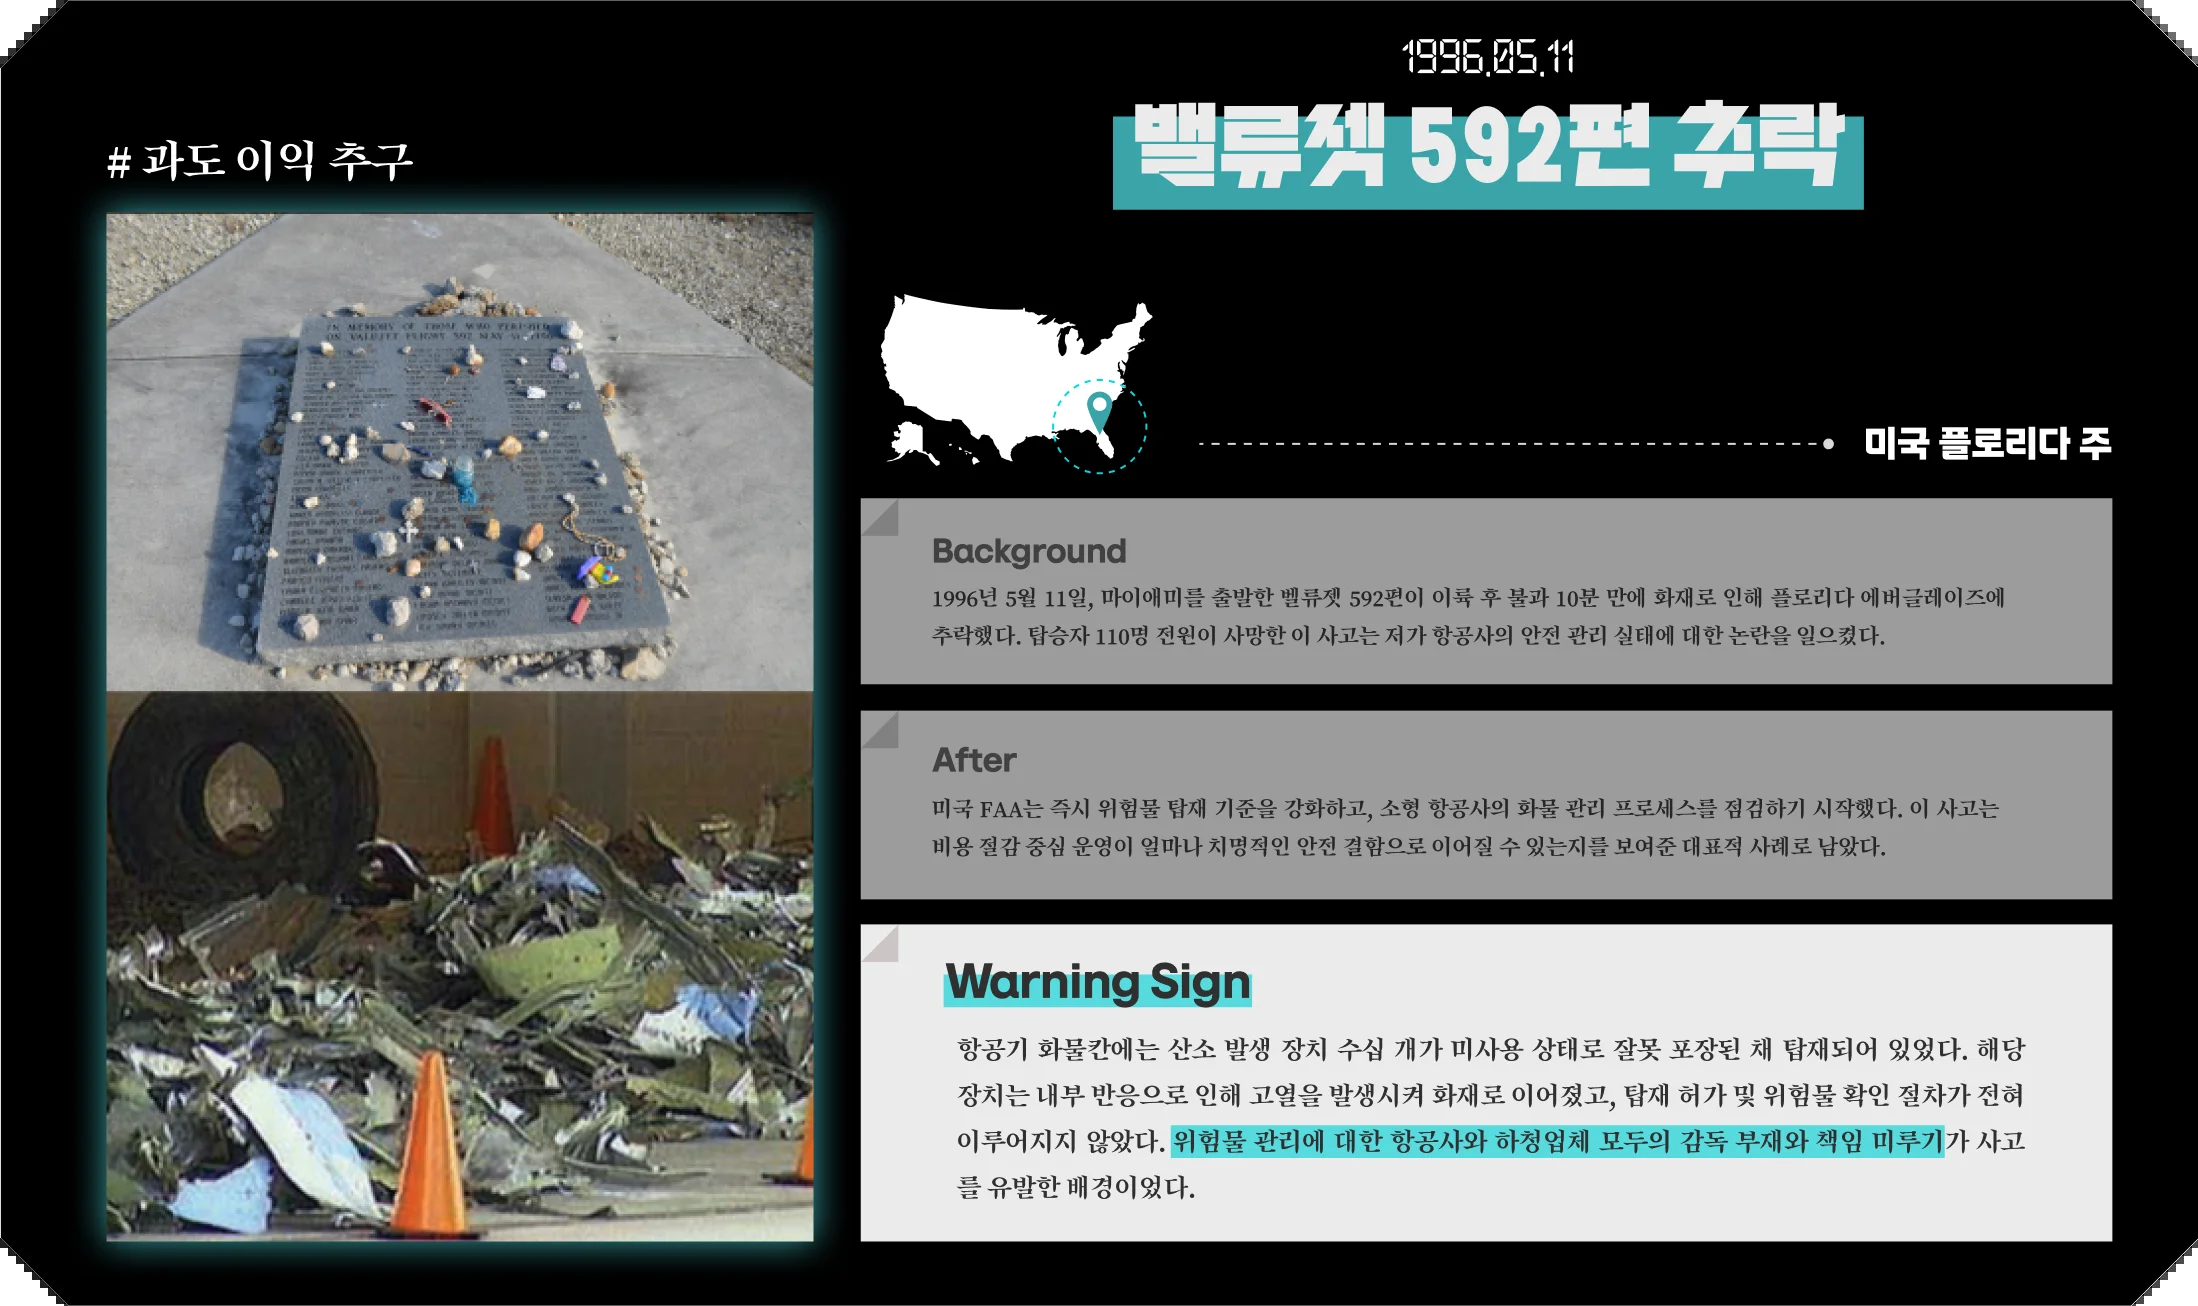 1996.05.11
밸류젯 592편 추락
# 과도 이익 추구
IN MEMORY OF THOSE WHO PERISHED
ON VALUJET FLIGHT 592 MAY
미국 플로리다 주
Background
1996년 5월 11일, 마이애미를 출발한 벨류젯 592편이 이륙 후 불과 10분 만에 화재로 인해 플로리다 에버글레이즈에
추락했다. 탑승자 110명 전원이 사망한 이 사고는 저가 항공사의 안전 관리 실태에 대한 논란을 일으켰다.
After
미국 FAA는 즉시 위험물 탑재 기준을 강화하고, 소형 항공사의 화물 관리 프로세스를 점검하기 시작했다. 이 사고는
비용 절감 중심 운영이 얼마나 치명적인 안전 결함으로 이어질 수 있는지를 보여준 대표적 사례로 남았다.
Warning Sign
항공기 화물칸에는 산소 발생 장치 수십 개가 미사용 상태로 잘못 포장된 채 탑재되어 있었다. 해당
장치는 내부 반응으로 인해 고열을 발생시켜 화재로 이어졌고, 탑재 허가 및 위험물 확인 절차가 전혀
이루어지지 않았다. 위험물 관리에 대한 항공사와 하청업체 모두의 감독 부재와 책임 미루기가 사고
를 유발한 배경이었다.